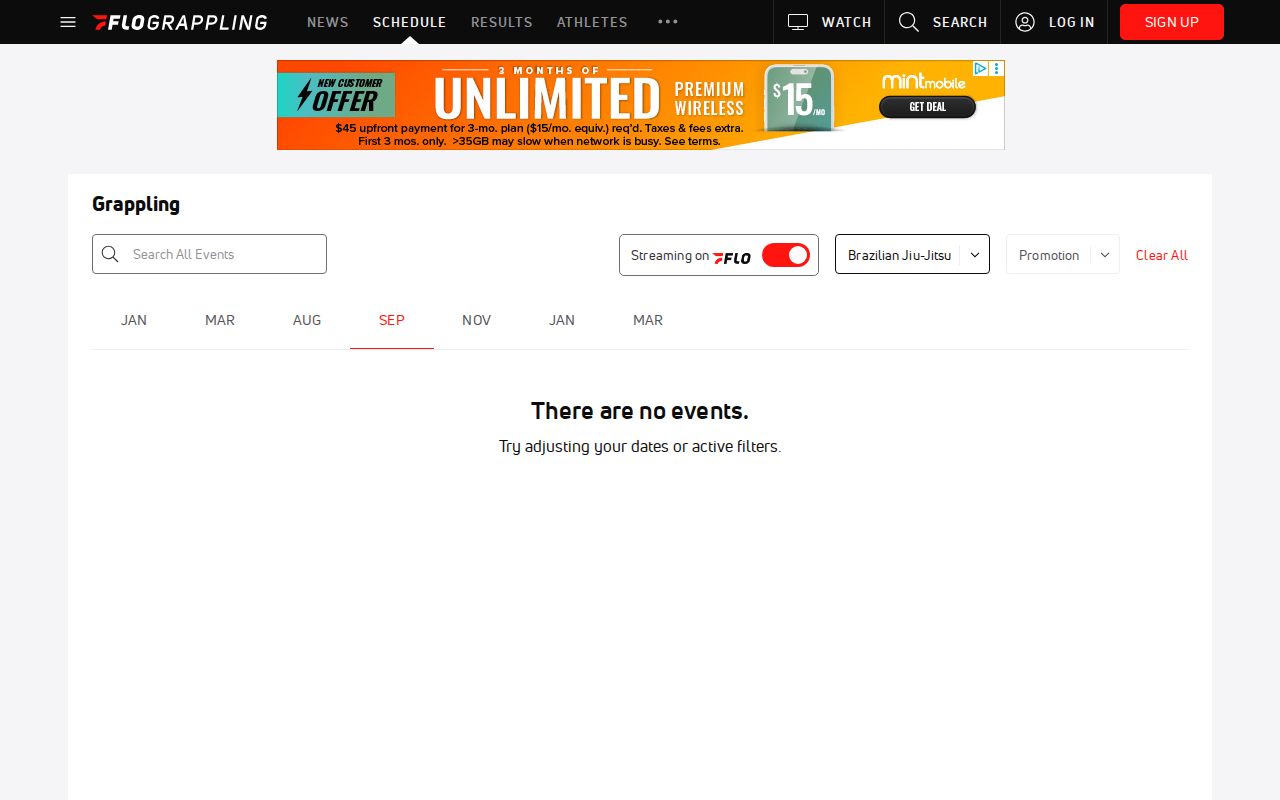 FLOGRAPPLING
NEWS
SCHEDULE
RESULTS
ATHLETES
WATCH
SEARCH
LOG IN
SIGN UP
NEW CUSTOMER
OFFER
3 MONTHS OF
UNLIMITED
PREMIUM
WIRELESS
$15/MO
mint mobile
GET DEAL
$45 upfront payment for 3-mo. plan ($15/mo. equiv.) req'd. Taxes & fees extra.
First 3 mos. only. >35GB may slow when network is busy. See terms.
Grappling
Search All Events
Streaming on FLO
Brazilian Jiu-Jitsu
Promotion
Clear All
JAN
MAR
AUG
SEP
NOV
JAN
MAR
There are no events.
Try adjusting your dates or active filters.